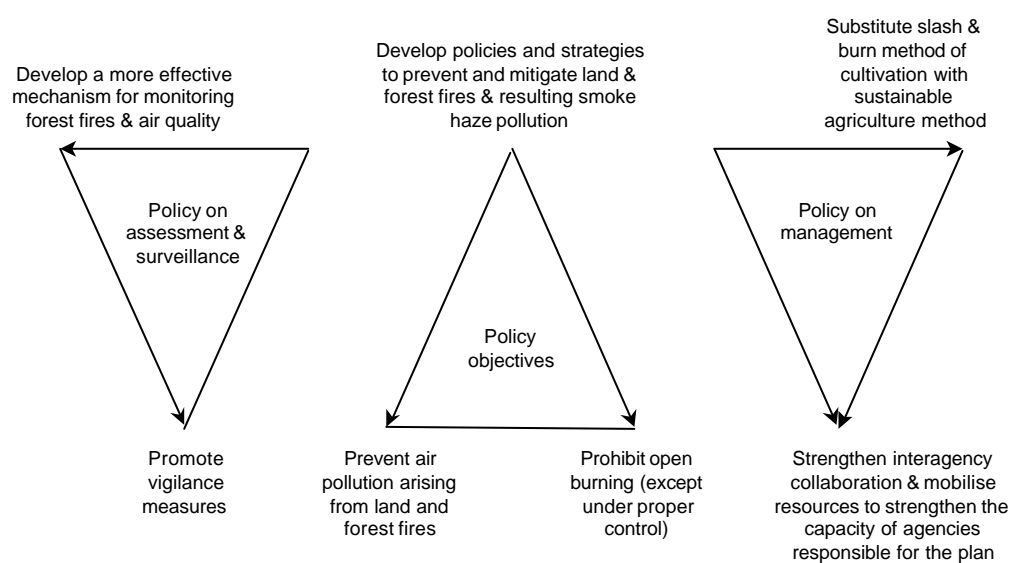 Develop a more effective
mechanism for monitoring
forest fires & air quality
Develop policies and strategies
to prevent and mitigate land &
forest fires & resulting smoke
haze pollution
Substitute slash &
burn method of
cultivation with
sustainable
agriculture method
Policy on
assessment &
surveillance
Policy
objectives
Policy on
management
Promote
vigilance
measures
Prevent air
pollution arising
from land and
forest fires
Prohibit open
burning (except
under proper
control)
Strengthen interagency
collaboration & mobilise
resources to strengthen the
capacity of agencies
responsible for the plan